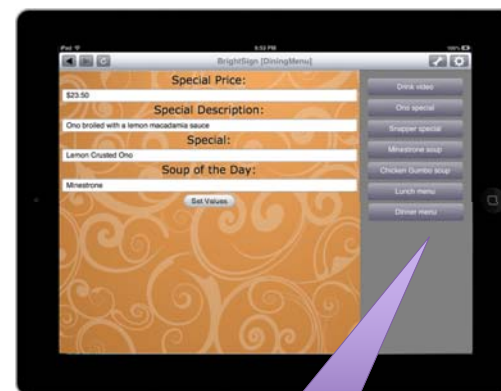 iPad
6:53 PM
100%
BrightSign [DiningMenu]
Special Price:
$23.50
Special Description:
Ono broiled with a lemon macadamia sauce
Special:
Lemon Crusted Ono
Soup of the Day:
Minestrone
Set Values
Drink video
Ono special
Snapper special
Minestrone soup
Chicken Gumbo soup
Lunch menu
Dinner menu